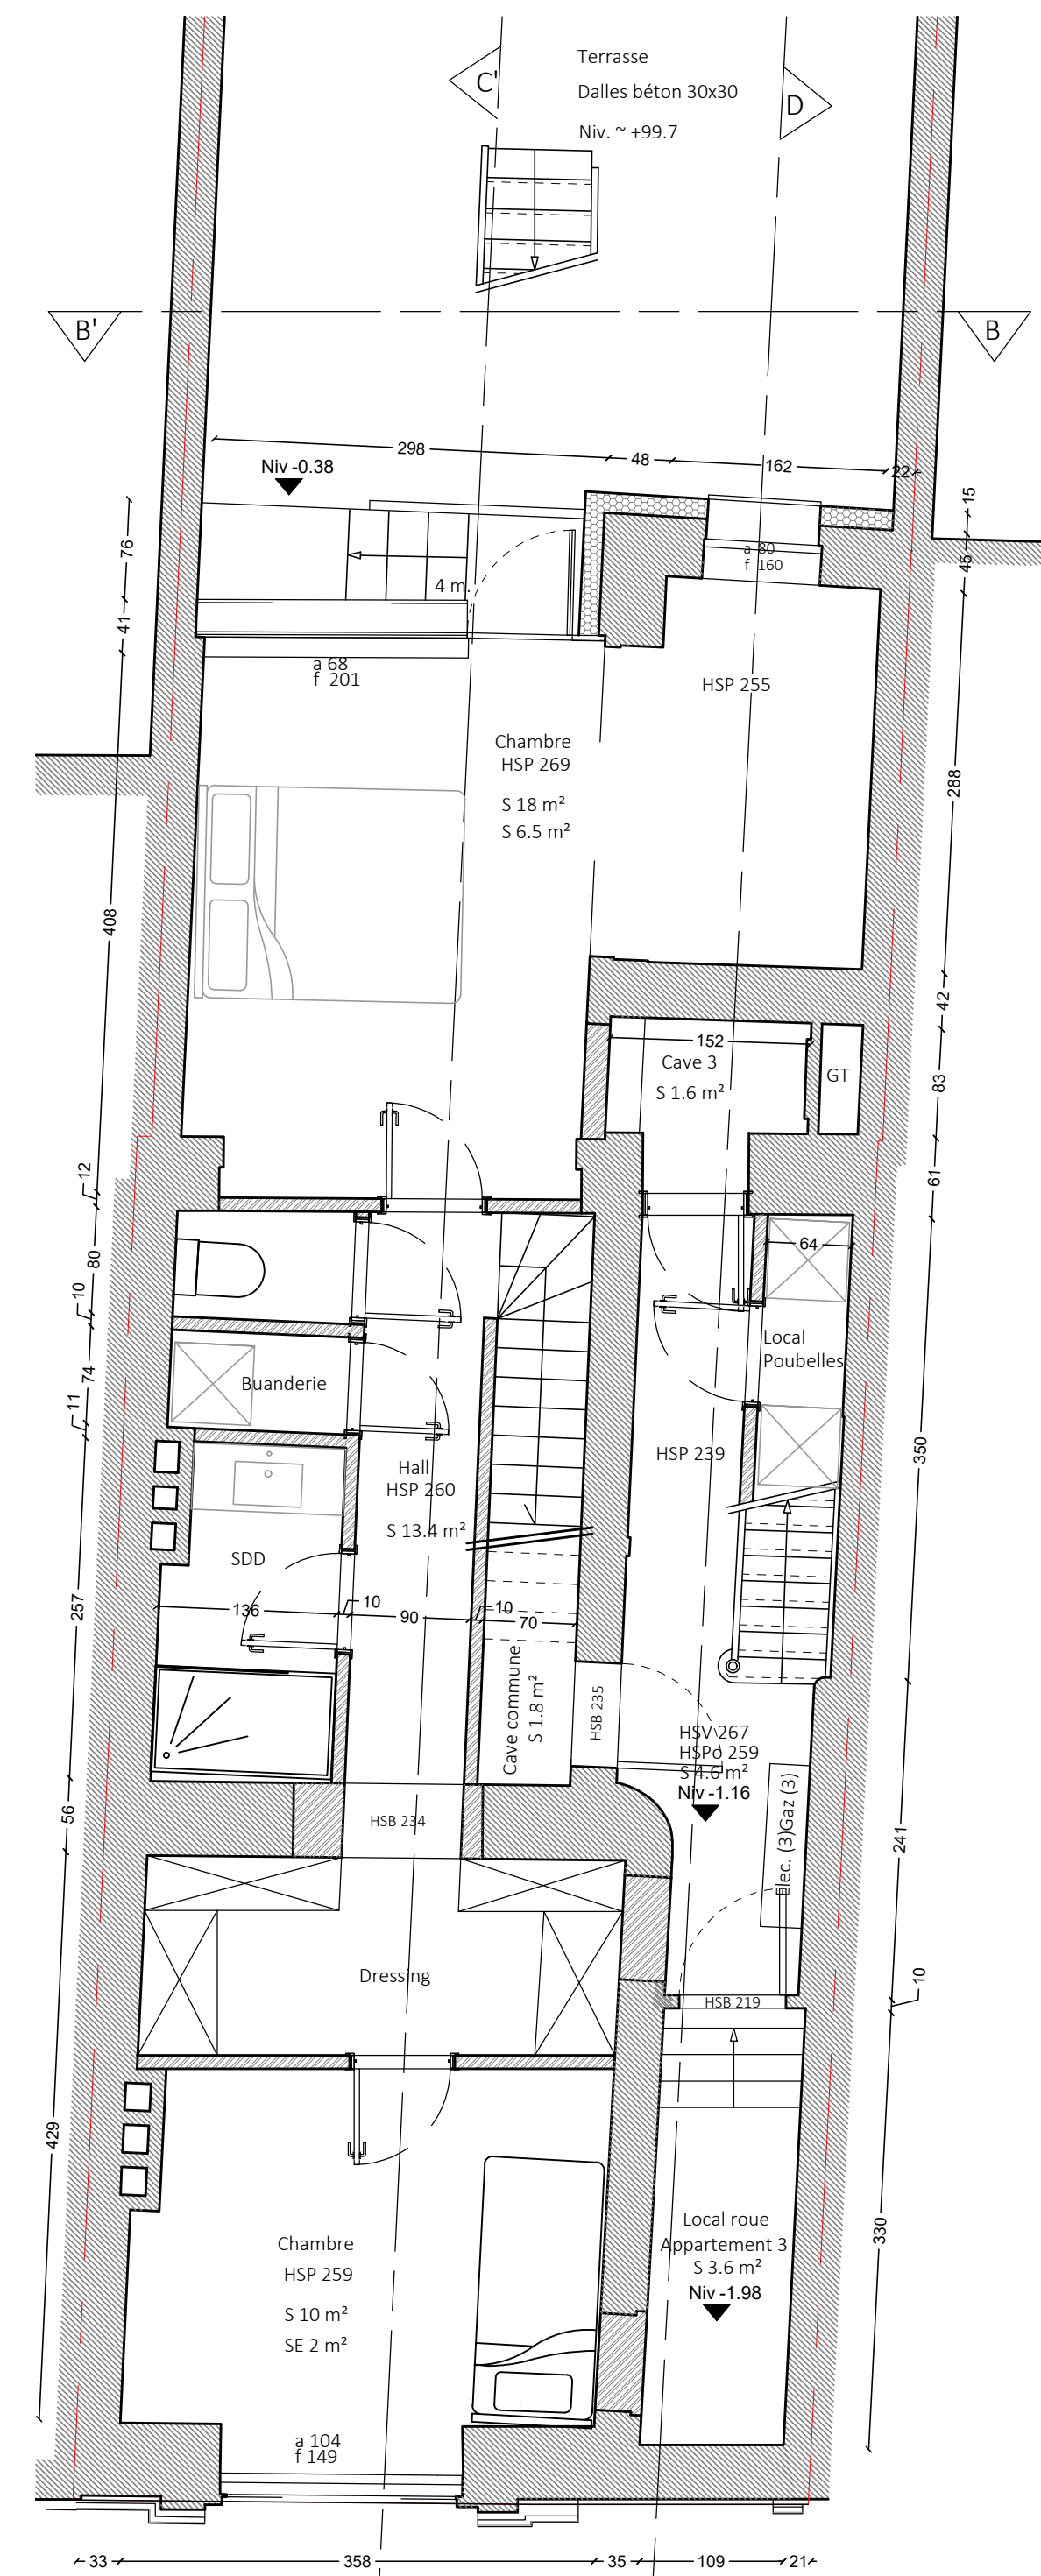 C'
Terrasse
Dalles béton 30x30
Niv. ~ +99.7
D
B'
B
298
48
162
22
Niv -0.38
15
45
76
41
4 m.
a 80
f 160
a 68
f 201
HSP 255
Chambre
HSP 269
S 18 m²
S 6.5 m²
288
408
42
152
Cave 3
S 1.6 m²
GT
83
12
61
80
64
10
Local
Poubelles
74
Buanderie
11
HSP 239
350
Hall
HSP 260
S 13.4 m²
SDD
257
136
10
90
10
70
Cave commune
S 1.8 m²
HSB 235
HSV 267
HSPo 259
S 4.6 m²
Niv -1.16
Elec. (3)Gaz (3)
56
HSB 234
241
Dressing
10
HSB 219
429
Local roue
Appartement 3
S 3.6 m²
Niv -1.98
330
Chambre
HSP 259
S 10 m²
SE 2 m²
a 104
f 149
33
358
35
109
21